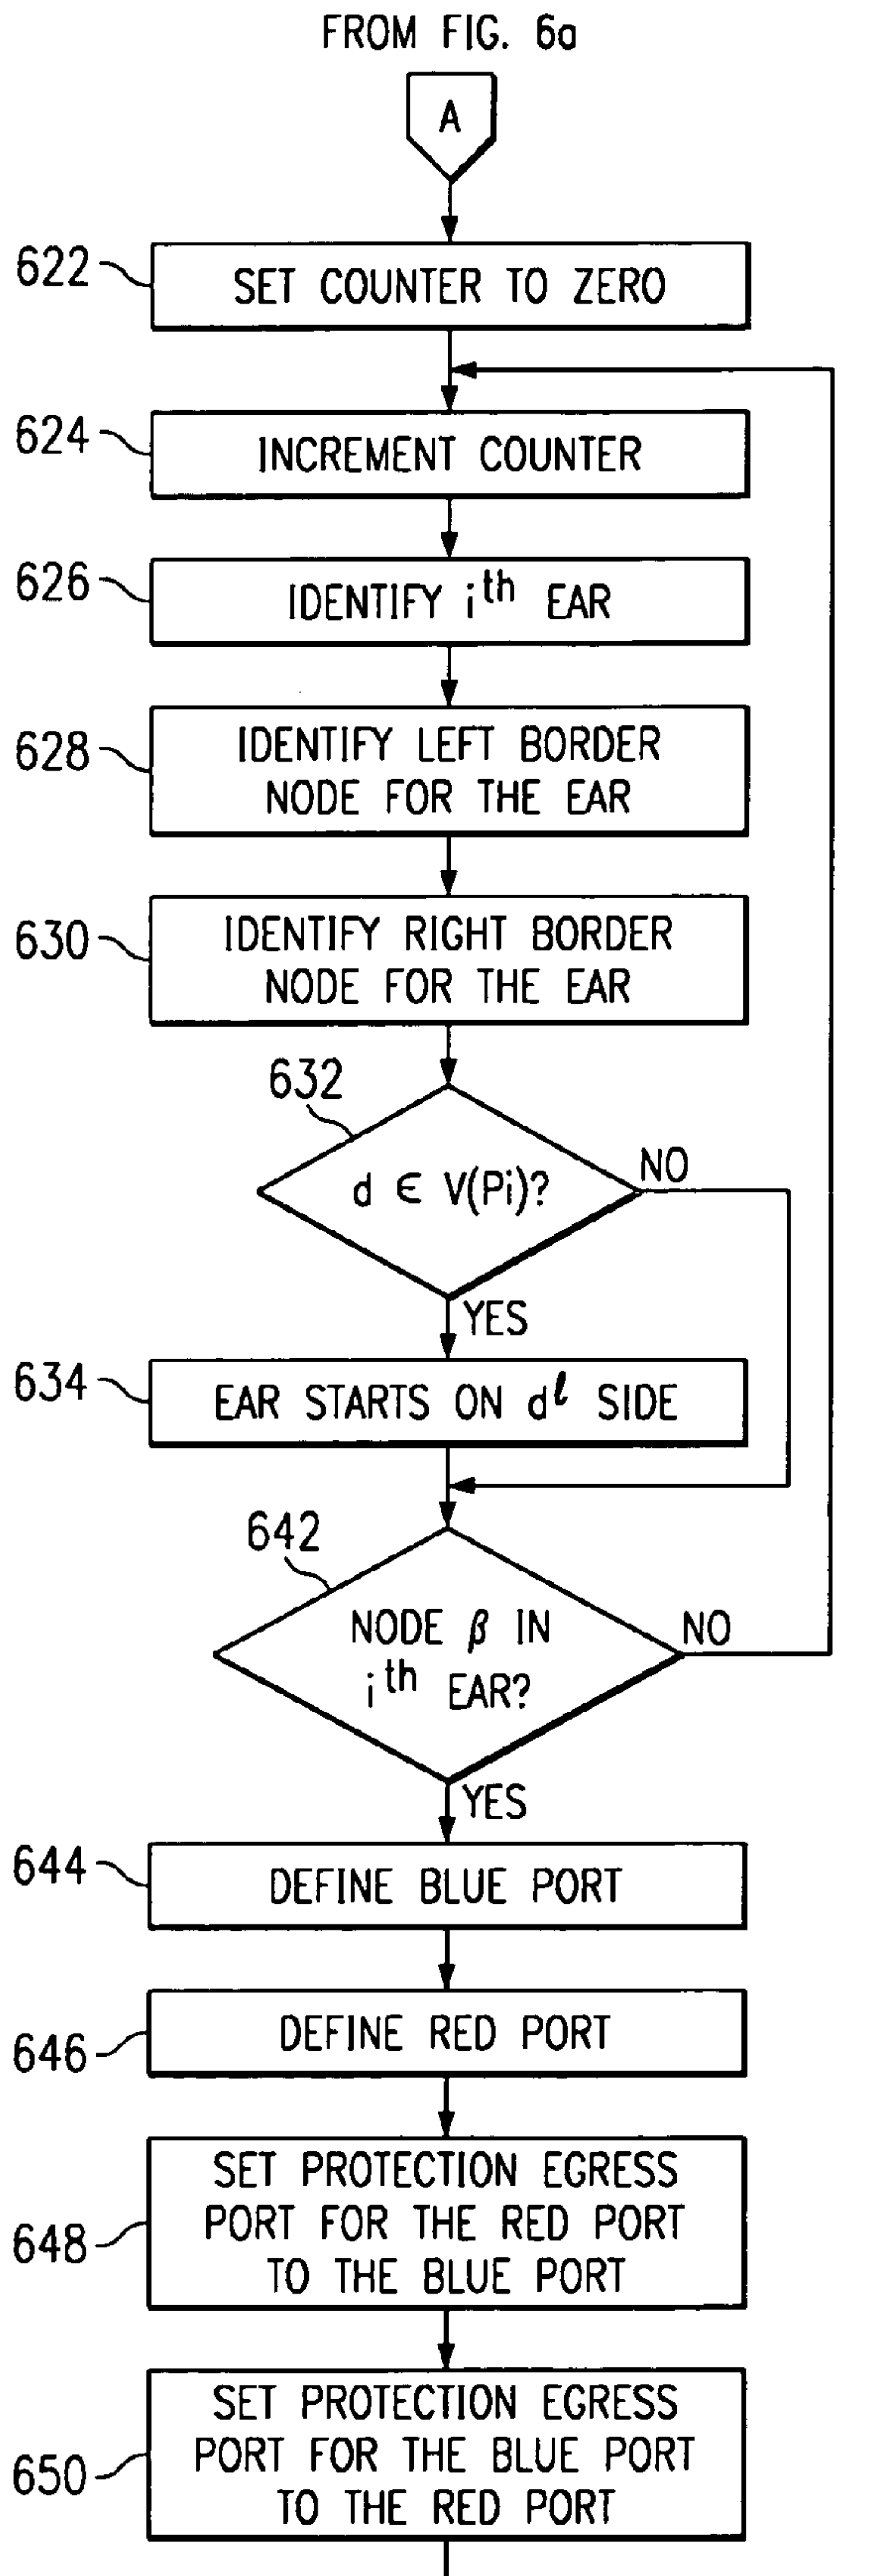 FROM FIG. 6a
A
622
SET COUNTER TO ZERO
624
INCREMENT COUNTER
626
IDENTIFY iᵗʰ EAR
628
IDENTIFY LEFT BORDER
NODE FOR THE EAR
630
IDENTIFY RIGHT BORDER
NODE FOR THE EAR
632
d ∈ V(Pi)?
NO
YES
634
EAR STARTS ON dˡ SIDE
642
NODE β IN
iᵗʰ EAR?
NO
YES
644
DEFINE BLUE PORT
646
DEFINE RED PORT
648
SET PROTECTION EGRESS
PORT FOR THE RED PORT
TO THE BLUE PORT
650
SET PROTECTION EGRESS
PORT FOR THE BLUE PORT
TO THE RED PORT